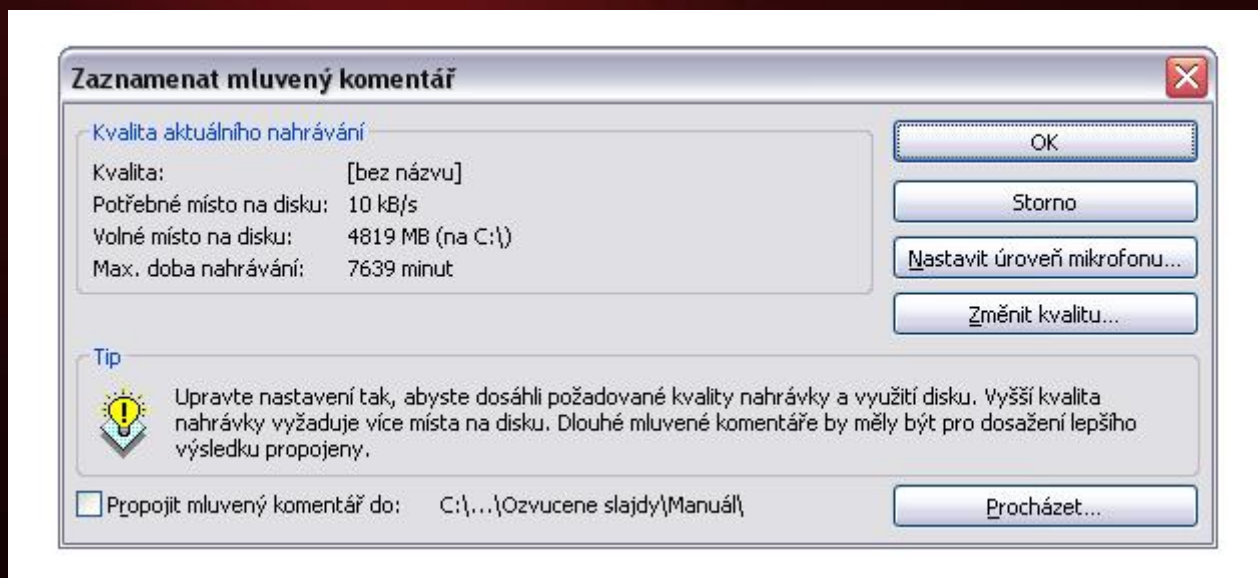 Zaznamenat mluvený komentář
Kvalita aktuálního nahrávání
Kvalita: [bez názvu]
Potřebné místo na disku: 10 kB/s
Volné místo na disku: 4819 MB (na C:\)
Max. doba nahrávání: 7639 minut
OK
Storno
Nastavit úroveň mikrofonu...
Změnit kvalitu...
Tip
Upravte nastavení tak, abyste dosáhli požadované kvality nahrávky a využití disku. Vyšší kvalita
nahrávky vyžaduje více místa na disku. Dlouhé mluvené komentáře by měly být pro dosažení lepšího
výsledku propojeny.
Propojit mluvený komentář do: C:\...\Ozvucene slajdy\Manuál\
Procházet...